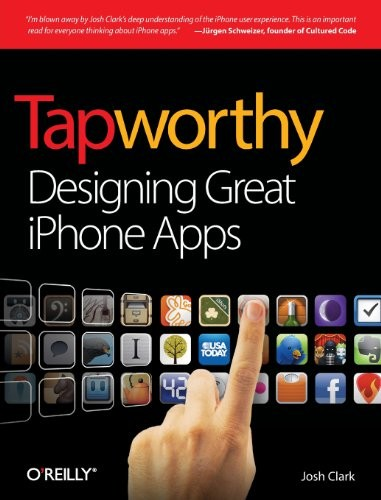 "I'm blown away by Josh Clark's deep understanding of the iPhone user experience. This is an important
read for everyone thinking about iPhone apps." —Jürgen Schweizer, founder of Cultured Code
Tapworthy
Designing Great
iPhone Apps
I
USA
TODAY
42
f
O'REILLY®
Josh Clark